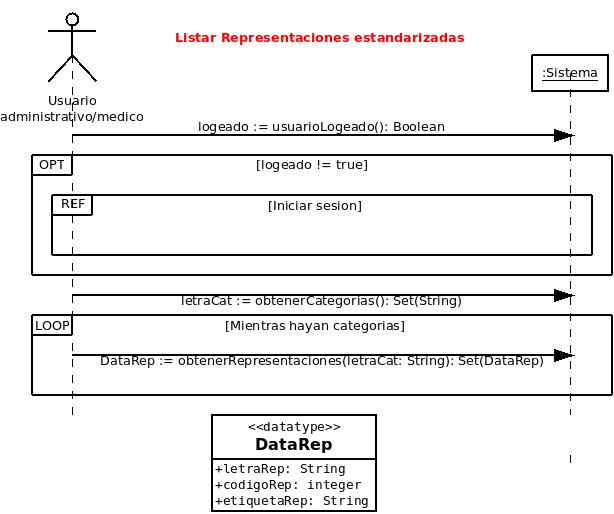 Listar Representaciones estandarizadas
:Sistema
Usuario
administrativo/medico
logeado := usuarioLogeado(): Boolean
OPT
[logeado != true]
REF
[Iniciar sesion]
letraCat := obtenerCategorias(): Set(String)
LOOP
[Mientras hayan categorias]
DataRep := obtenerRepresentaciones(letraCat: String): Set(DataRep)
<<datatype>>
DataRep
+letraRep: String
+codigoRep: integer
+etiquetaRep: String